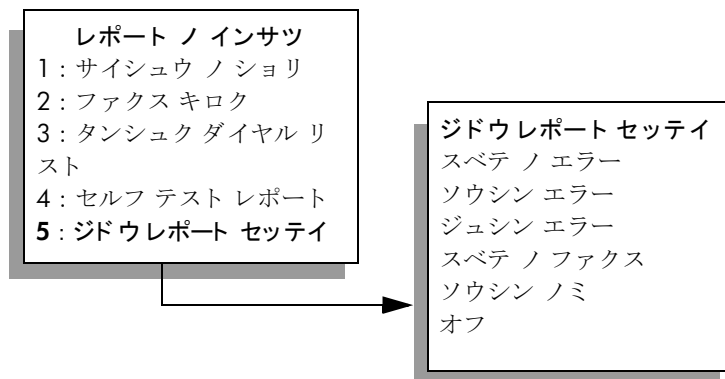 レポート ノ インサツ
1 : サイシュウ ノ ショリ
2 : ファクス キロク
3 : タンシュク ダイヤル リ
スト
4 : セルフ テスト レポート
5 : ジドウレポート セッテイ
ジドウレポート セッテイ
スベテ ノ エラー
ソウシン エラー
ジュシン エラー
スベテ ノ ファクス
ソウシン ノミ
オフ